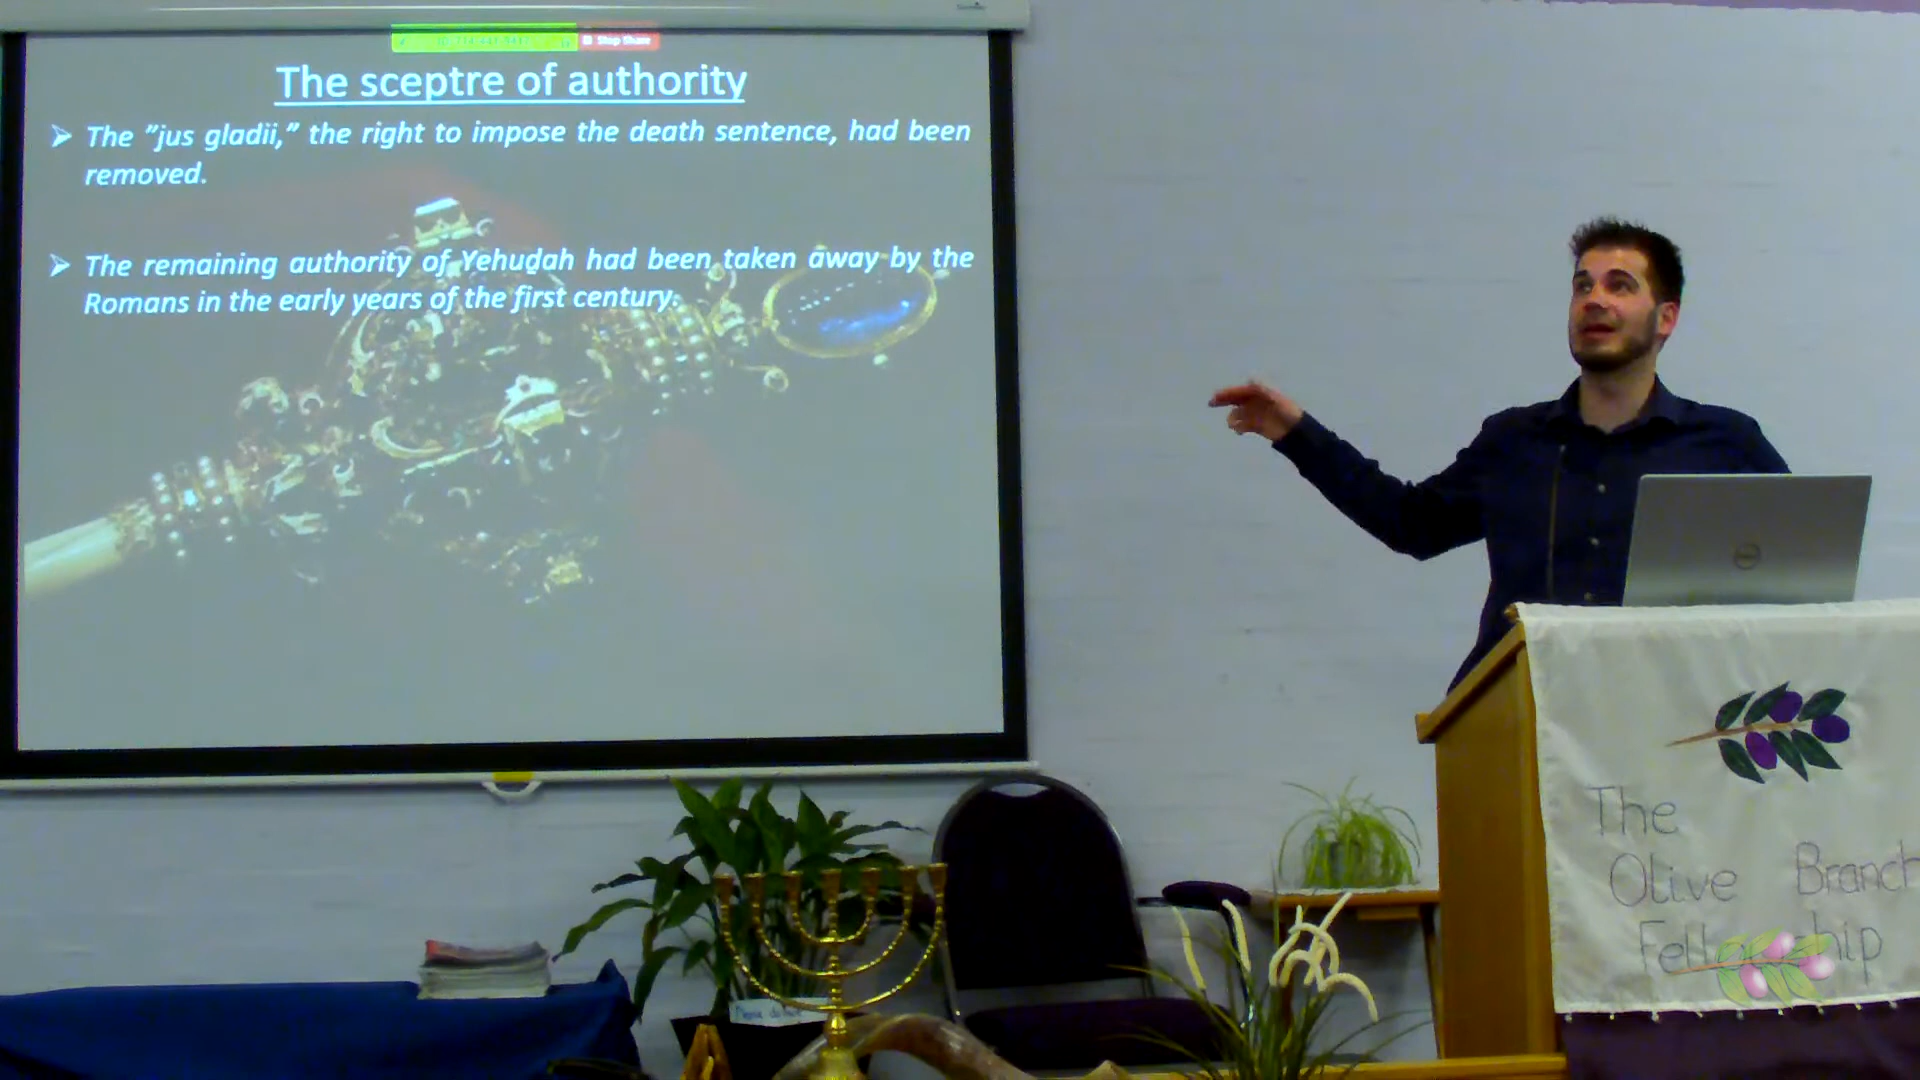 Stop Share
The sceptre of authority
➢ The "jus gladii," the right to impose the death sentence, had been
removed.
➢ The remaining authority of Yehudah had been taken away by the
Romans in the early years of the first century.
DELL
The
Olive Branch
Fellowship